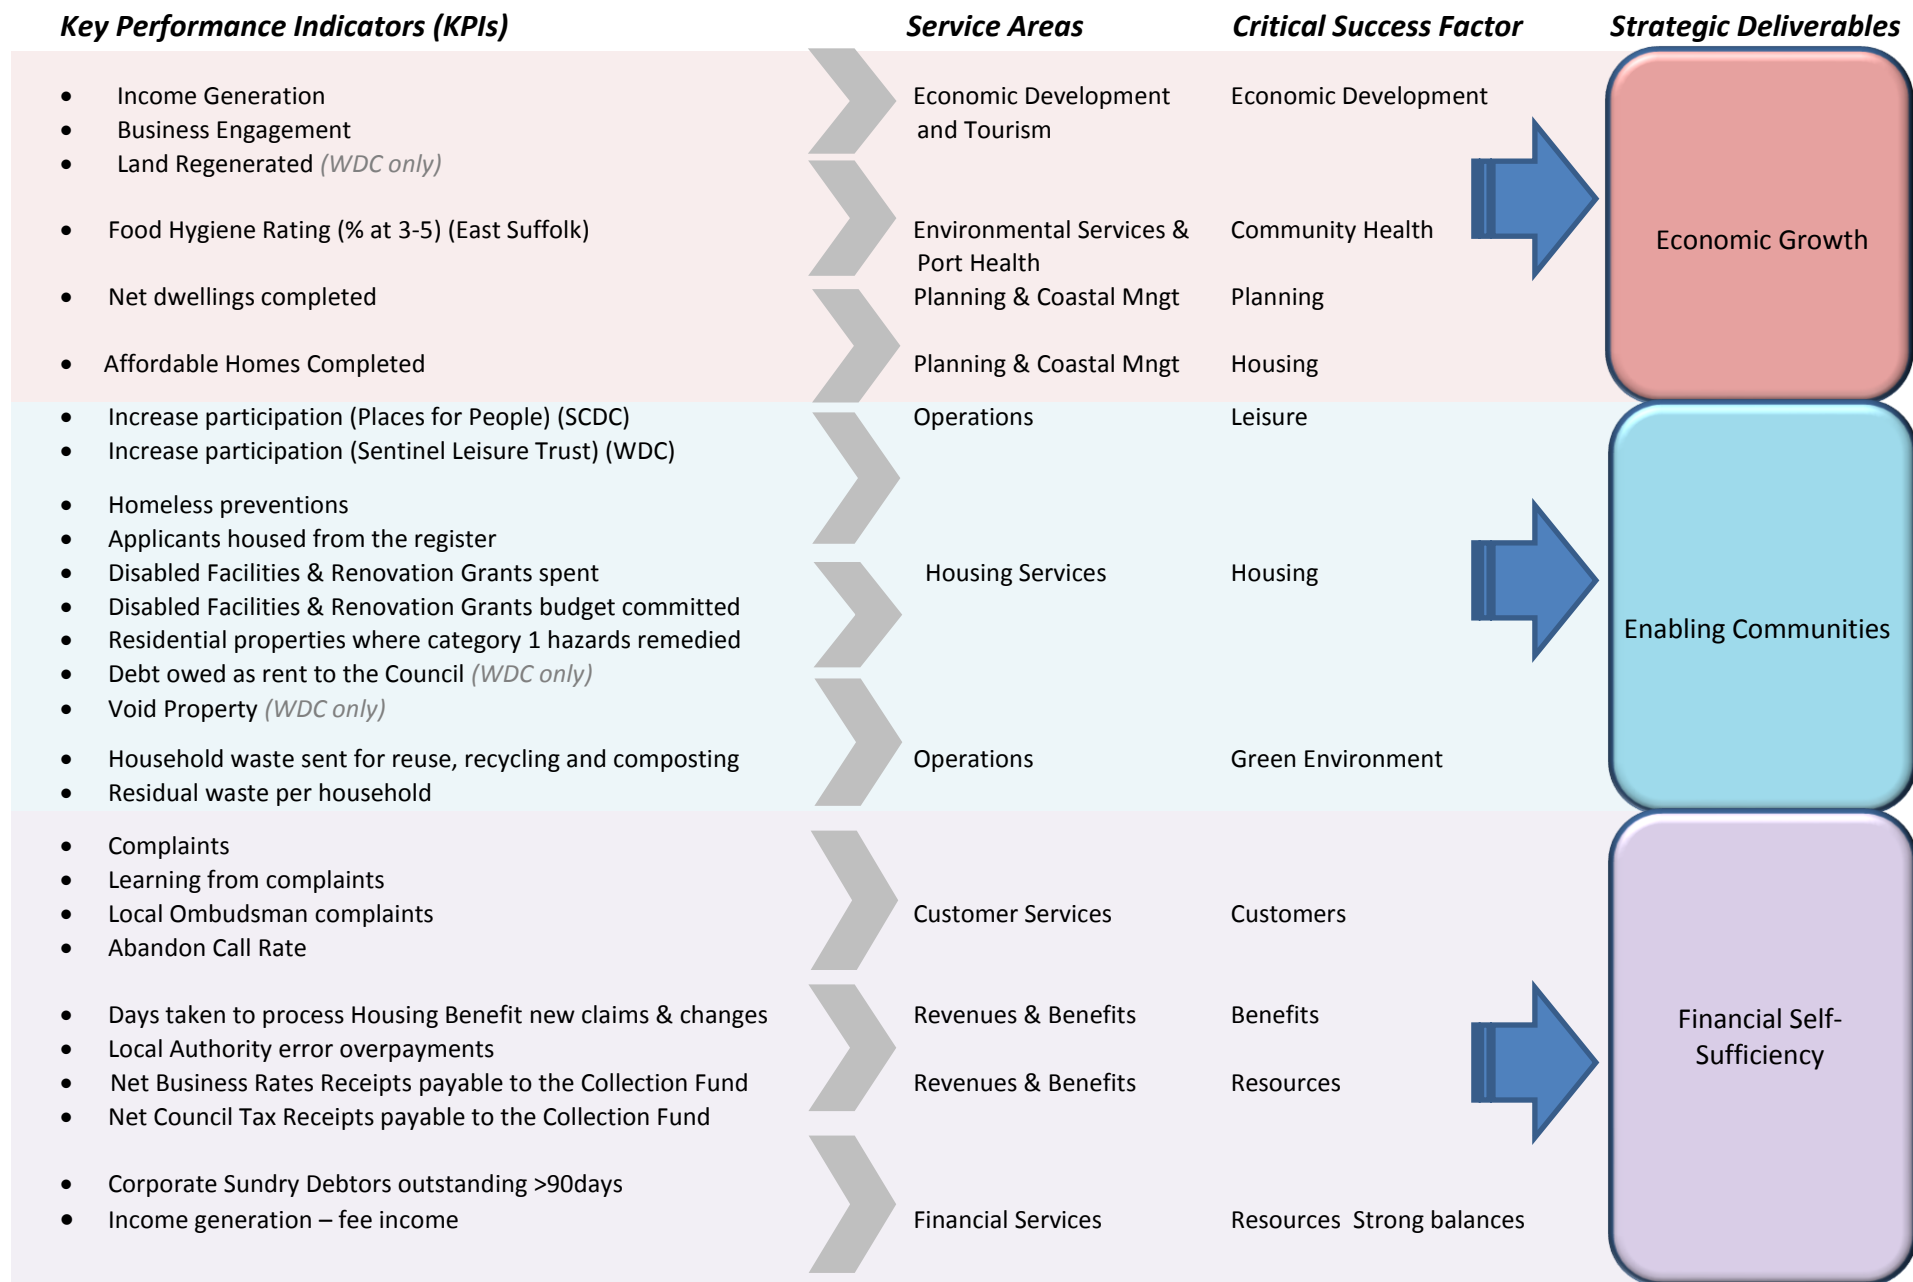 Key Performance Indicators (KPIs) Service Areas Critical Success Factor Strategic Deliverables
• Income Generation Economic Development Economic Development
• Business Engagement and Tourism
• Land Regenerated (WDC only)
• Food Hygiene Rating (% at 3-5) (East Suffolk) Environmental Services & Community Health
Economic Growth
Port Health
• Net dwellings completed Planning & Coastal Mngt Planning
• Affordable Homes Completed Planning & Coastal Mngt Housing
• Increase participation (Places for People) (SCDC) Operations Leisure
• Increase participation (Sentinel Leisure Trust) (WDC)
• Homeless preventions
• Applicants housed from the register
• Disabled Facilities & Renovation Grants spent Housing Services Housing
• Disabled Facilities & Renovation Grants budget committed
Enabling Communities
• Residential properties where category 1 hazards remedied
• Debt owed as rent to the Council (WDC only)
• Void Property (WDC only)
• Household waste sent for reuse, recycling and composting Operations Green Environment
• Residual waste per household
• Complaints
• Learning from complaints
• Local Ombudsman complaints Customer Services Customers
• Abandon Call Rate
• Days taken to process Housing Benefit new claims & changes Revenues & Benefits Benefits
Financial Self-
Sufficiency
• Local Authority error overpayments
• Net Business Rates Receipts payable to the Collection Fund Revenues & Benefits Resources
• Net Council Tax Receipts payable to the Collection Fund
• Corporate Sundry Debtors outstanding >90days
• Income generation – fee income Financial Services Resources Strong balances